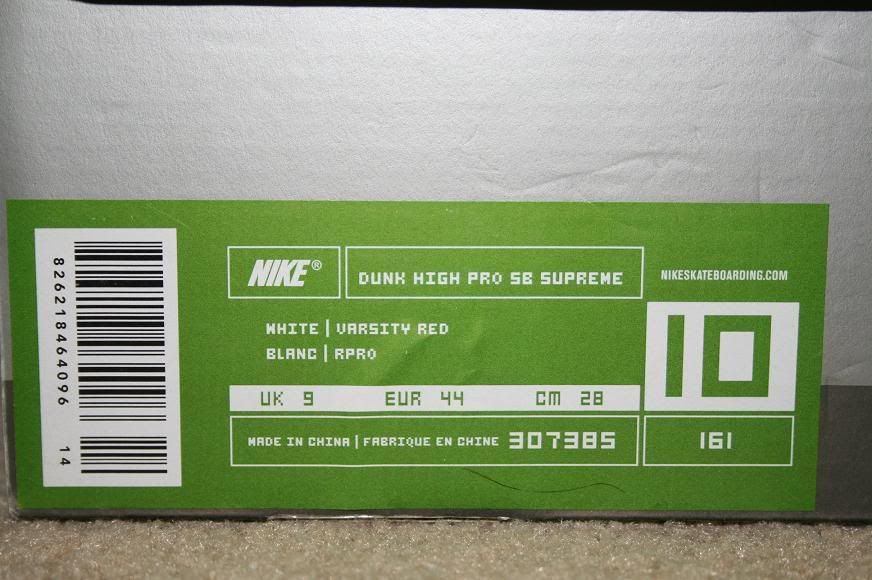 826218464096 14
NIKE®
DUNK HIGH PRO SB SUPREME
NIKESKATEBOARDING.COM
WHITE | VARSITY RED
BLANC | RPRO
10
UK 9 EUR 44 CM 28
MADE IN CHINA | FABRIQUE EN CHINE 307385
161